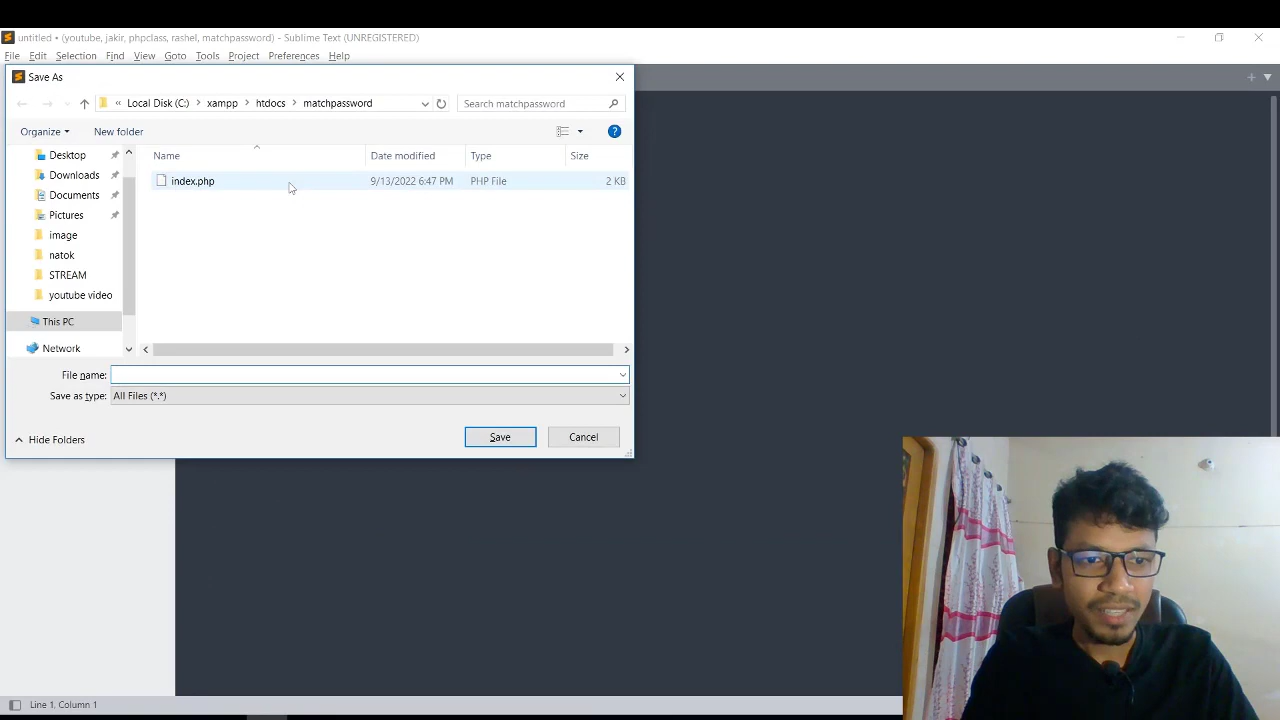 untitled • (youtube, jakir, phpclass, rashel, matchpassword) - Sublime Text (UNREGISTERED)
File Edit Selection Find View Goto Tools Project Preferences Help
Save As
« Local Disk (C:) > xampp > htdocs > matchpassword
Search matchpassword
Organize New folder
Name Date modified Type Size
index.php 9/13/2022 6:47 PM PHP File 2 KB
Desktop
Downloads
Documents
Pictures
image
natok
STREAM
youtube video
This PC
Network
File name:
Save as type: All Files (*.*)
Hide Folders
Save Cancel
Line 1, Column 1